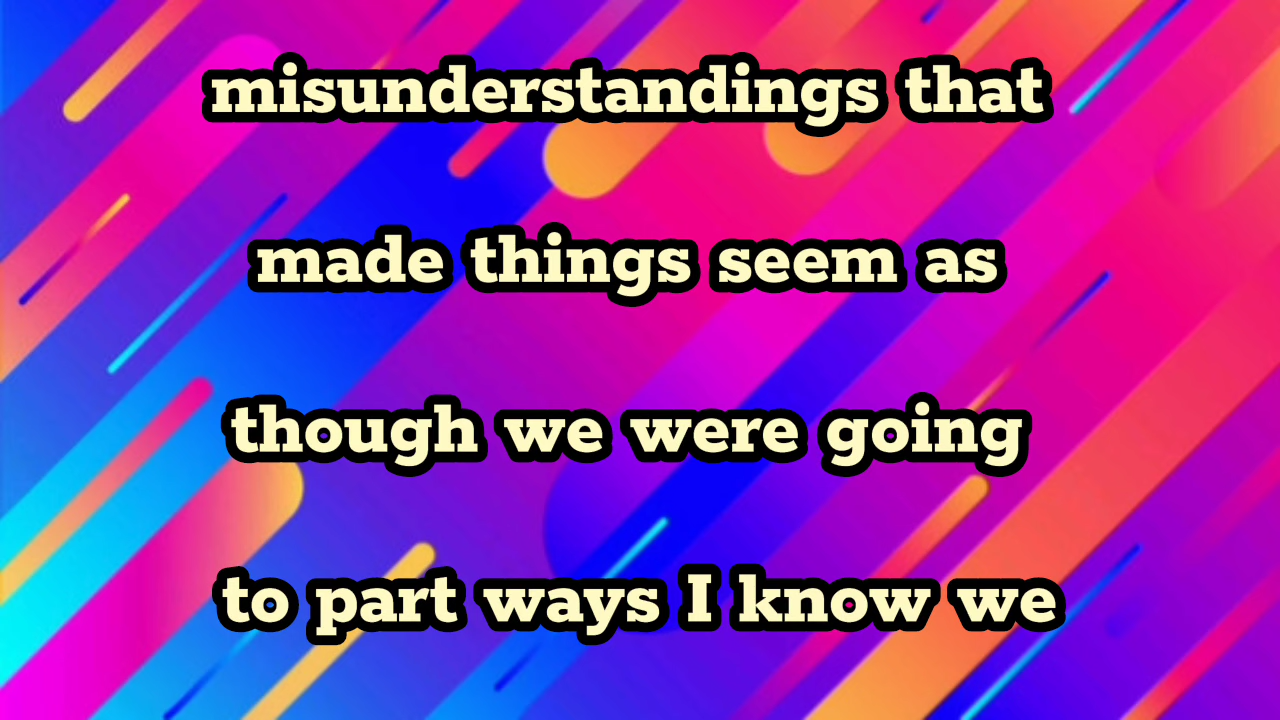 misunderstandings that
made things seem as
though we were going
to part ways I know we